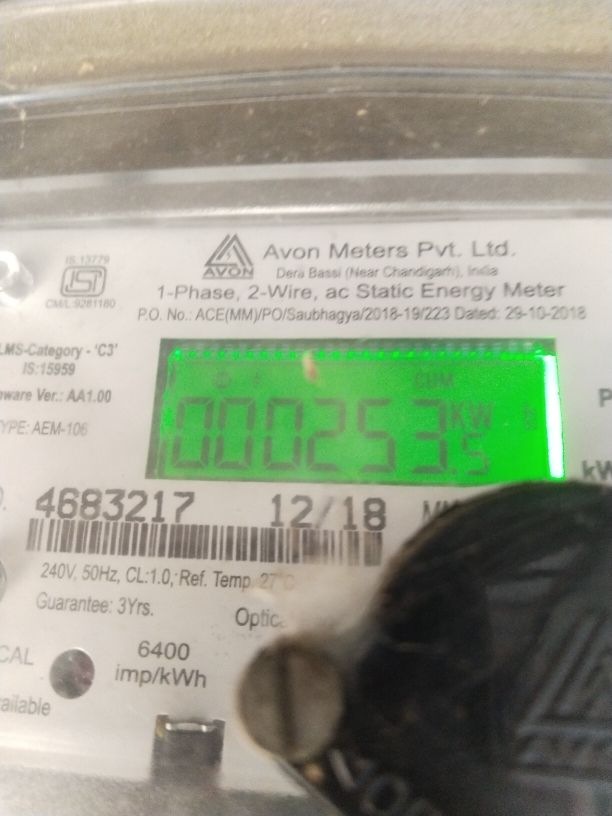 IS:13779
ISI
CM/L 9281180
AVON
Avon Meters Pvt. Ltd.
Dera Bassi (Near Chandigarh), India
1-Phase, 2-Wire, ac Static Energy Meter
P.O. No.: ACE(MM)/PO/Saubhagya/2018-19/223 Dated: 29-10-2018
LMS-Category - 'C3'
IS:15959
ware Ver.: AA1.00
YPE: AEM-106
CUM
000253.5 KW
4683217 12/18
240V, 50Hz, CL:1.0, Ref. Temp. 27°C
Guarantee: 3Yrs.
Optic
CAL
6400
imp/kWh
ailable